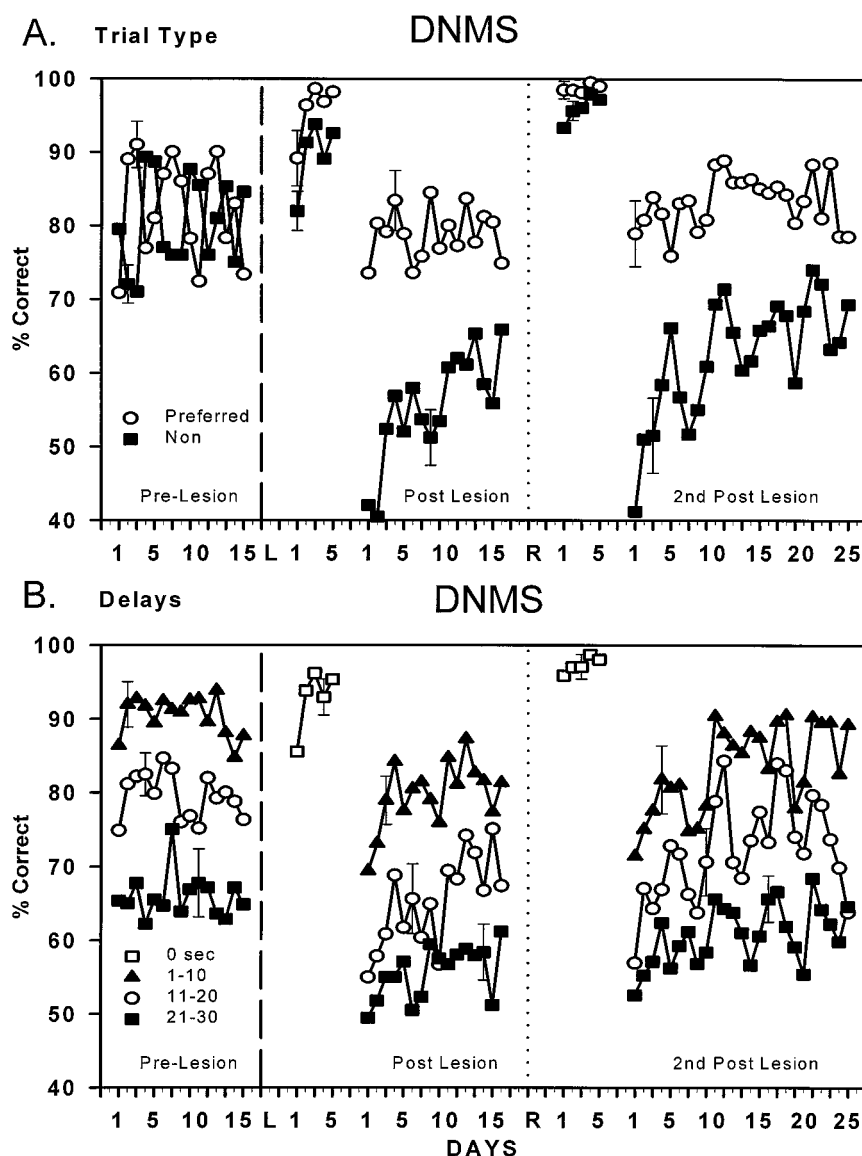 A. Trial Type DNMS
100
90
80
70
60
50
40
% Correct
Preferred
Non
Pre-Lesion Post Lesion 2nd Post Lesion
1 5 10 15 L 1 5 1 5 10 15 R 1 5 1 5 10 15 20 25
B. Delays DNMS
100
90
80
70
60
50
40
% Correct
0 sec
1-10
11-20
21-30
Pre-Lesion Post Lesion 2nd Post Lesion
1 5 10 15 L 1 5 1 5 10 15 R 1 5 1 5 10 15 20 25
DAYS